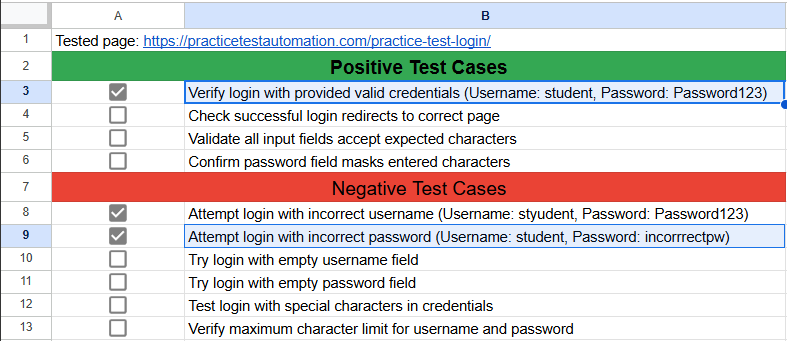 A B
1 Tested page: https://practicetestautomation.com/practice-test-login/
2 Positive Test Cases
3 Verify login with provided valid credentials (Username: student, Password: Password123)
4 Check successful login redirects to correct page
5 Validate all input fields accept expected characters
6 Confirm password field masks entered characters
7 Negative Test Cases
8 Attempt login with incorrect username (Username: styudent, Password: Password123)
9 Attempt login with incorrect password (Username: student, Password: incorrrectpw)
10 Try login with empty username field
11 Try login with empty password field
12 Test login with special characters in credentials
13 Verify maximum character limit for username and password